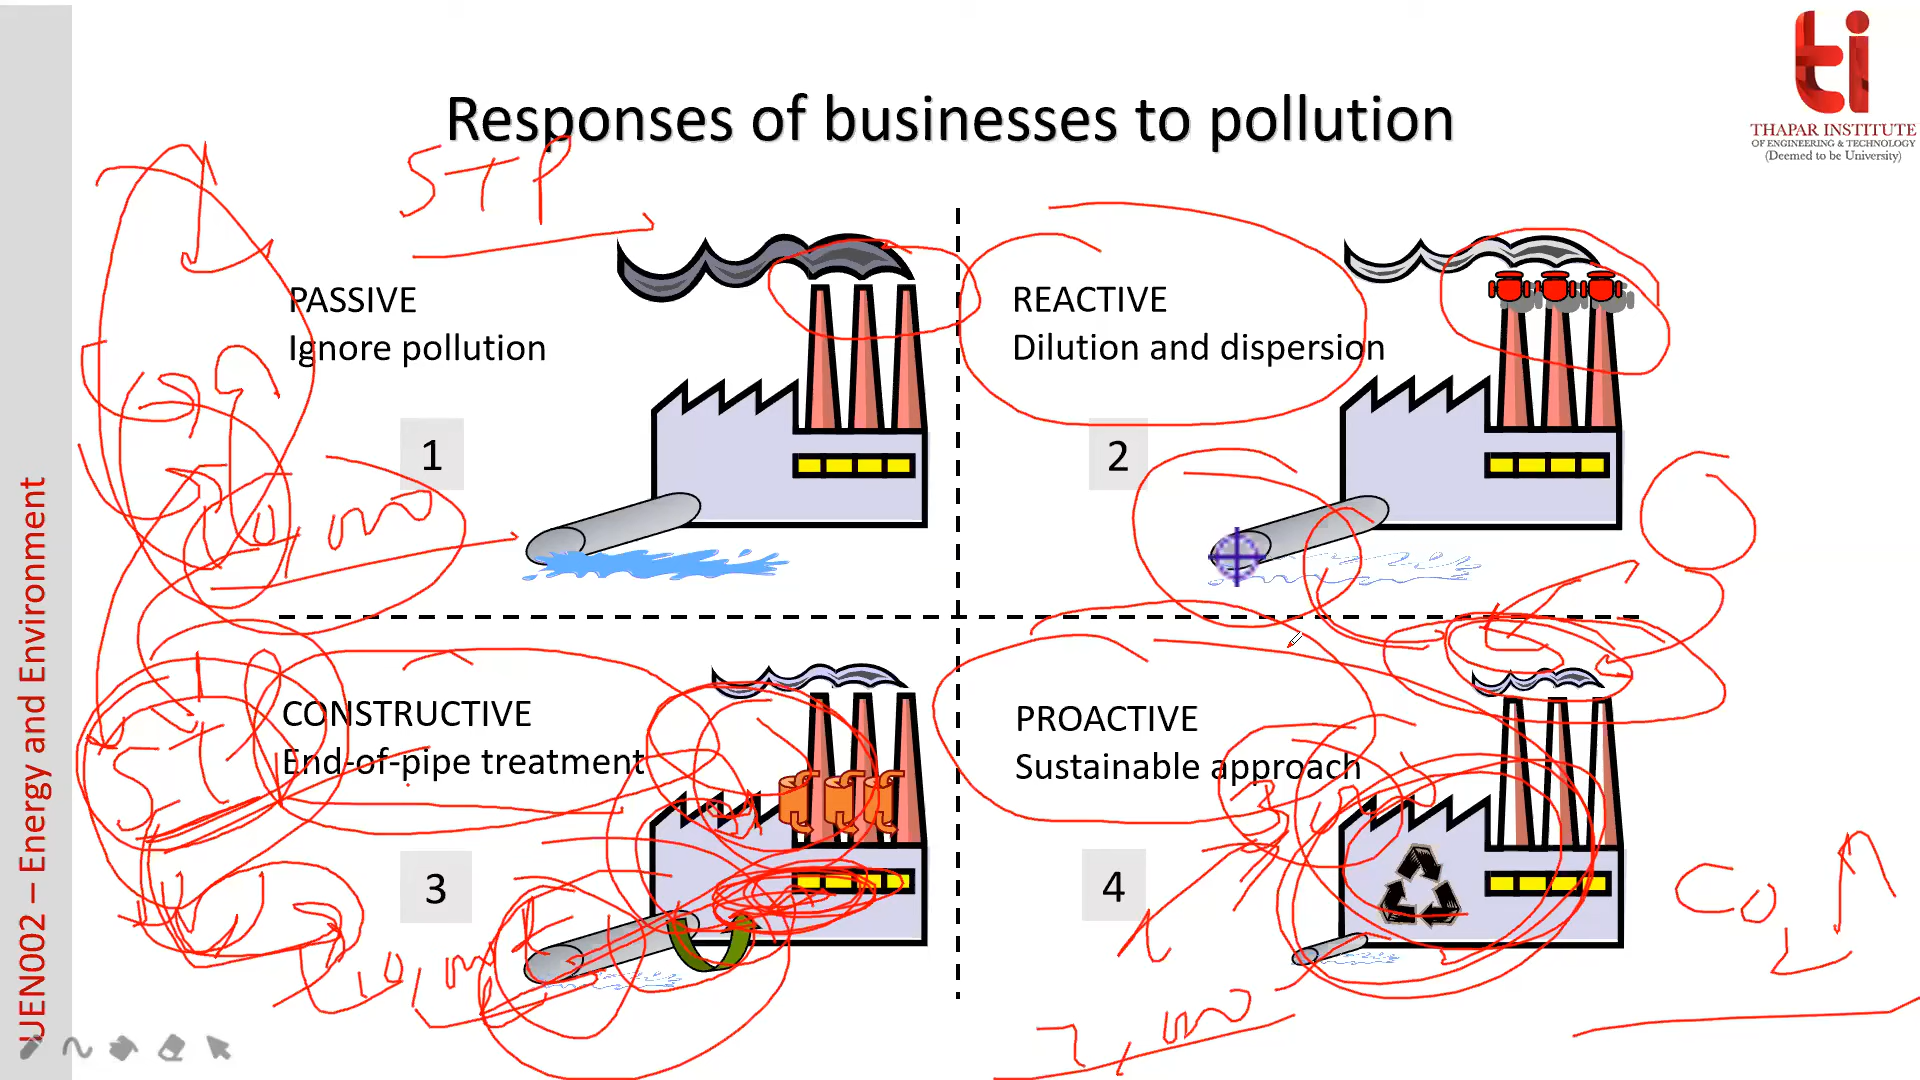 Responses of businesses to pollution
ti
THAPAR INSTITUTE
OF ENGINEERING & TECHNOLOGY
(Deemed to be University)
STP
PASSIVE
Ignore pollution
1
REACTIVE
Dilution and dispersion
2
CONSTRUCTIVE
End-of-pipe treatment
3
PROACTIVE
Sustainable approach
4
CO2
UEN002 – Energy and Environment